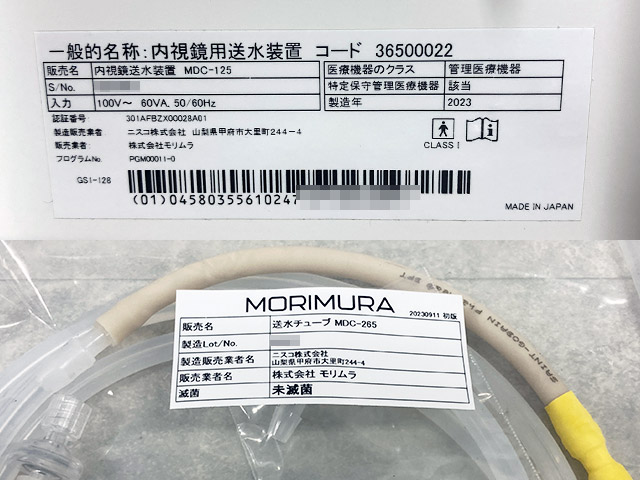 一般的名称：内視鏡用送水装置 コード 36500022
販売名 内視鏡送水装置 MDC-125 医療機器のクラス 管理医療機器
S/No. 特定保守管理医療機器 該当
入力 100V～ 60VA, 50/60Hz 製造年 2023
認証番号 301AFBZX00028A01
製造販売業者 ニスコ株式会社 山梨県甲府市大里町244-4
販売業者 株式会社モリムラ
プログラムNo. PGM00011-0
CLASS I
GS1-128
(01)04580355610247
MADE IN JAPAN
MORIMURA
20230911 初版
販売名 送水チューブ MDC-265
製造Lot/No.
製造販売業者名 ニスコ株式会社
山梨県甲府市大里町244-4
販売業者名 株式会社 モリムラ
滅菌 未滅菌
SAINT-GOBAIN